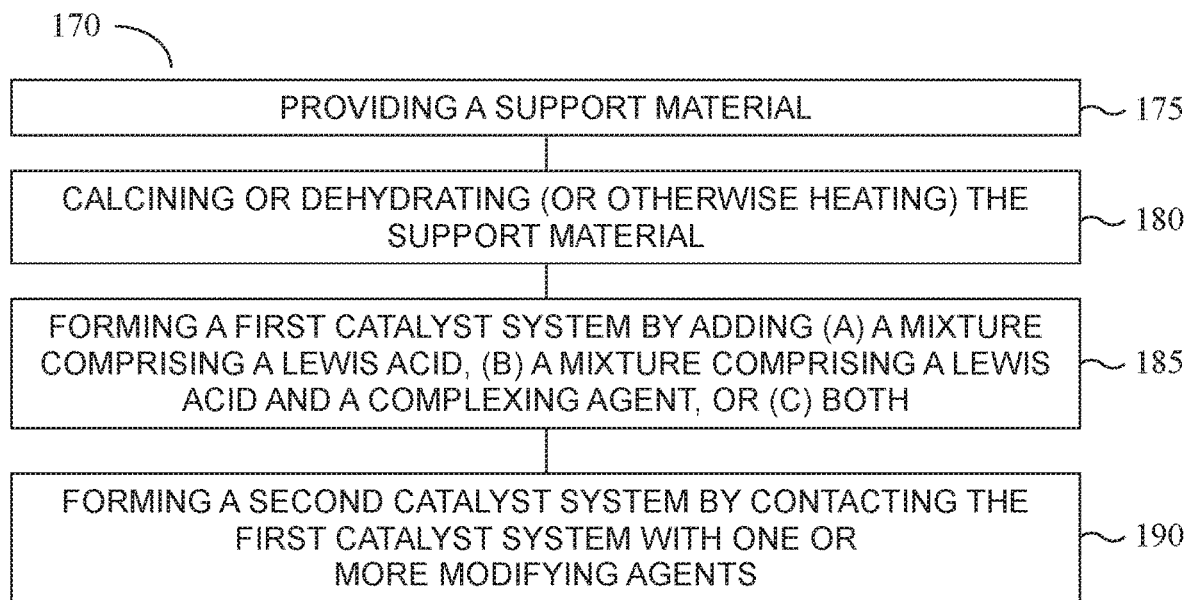 170
PROVIDING A SUPPORT MATERIAL
175
CALCINING OR DEHYDRATING (OR OTHERWISE HEATING) THE
SUPPORT MATERIAL
180
FORMING A FIRST CATALYST SYSTEM BY ADDING (A) A MIXTURE
COMPRISING A LEWIS ACID, (B) A MIXTURE COMPRISING A LEWIS
ACID AND A COMPLEXING AGENT, OR (C) BOTH
185
FORMING A SECOND CATALYST SYSTEM BY CONTACTING THE
FIRST CATALYST SYSTEM WITH ONE OR
MORE MODIFYING AGENTS
190